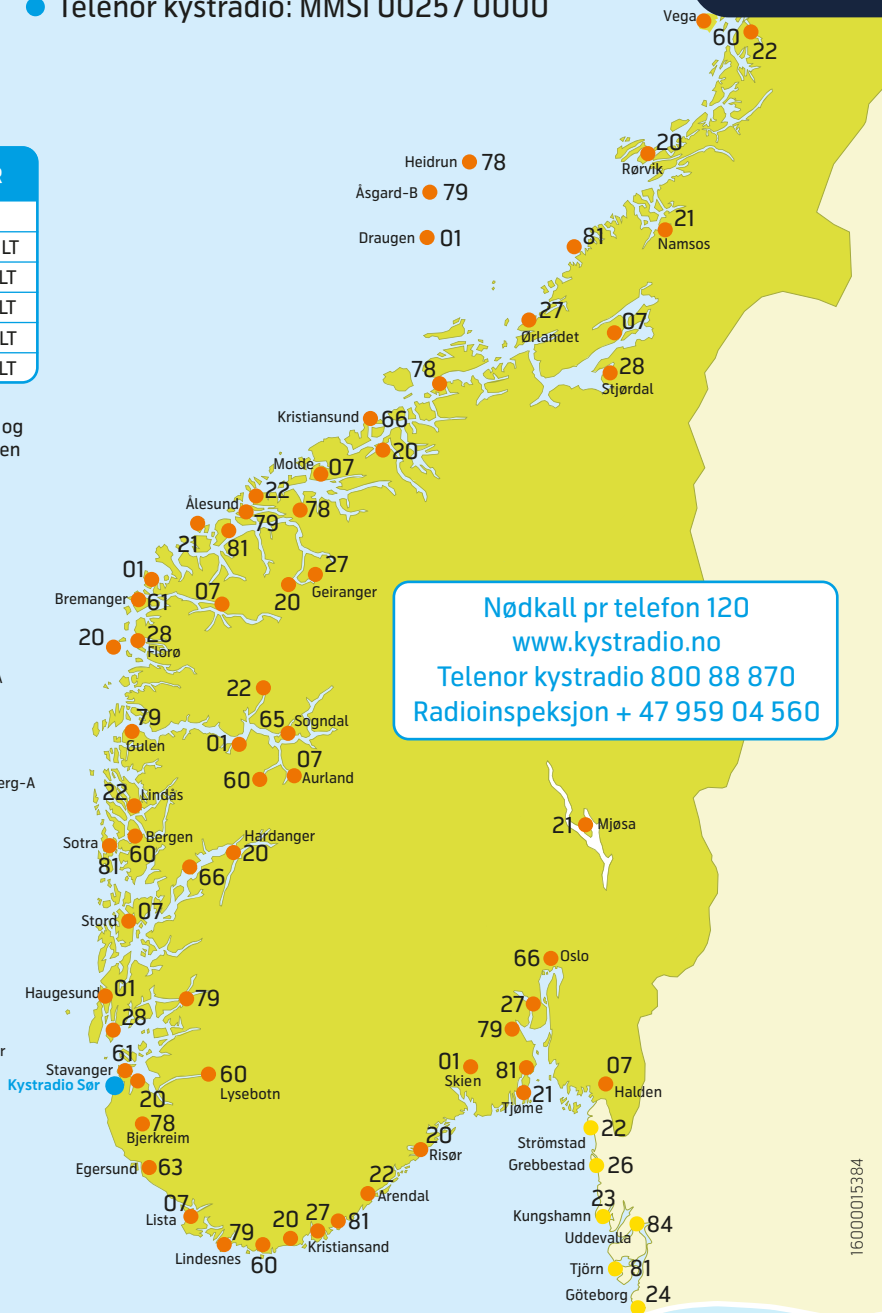 Telenor kystradio: MMSI 00257 0000
Vega
60
22
R
LT
LT
LT
LT
LT
og
en
20
Rørvik
Heidrun 78
Åsgard-B 79
Draugen 01
21
Namsos
81
27
Ørlandet
07
28
Stjørdal
78
Kristiansund 66
20
Molde 07
22
Ålesund
79
78
21
81
01
Bremanger 61
07
27
Geiranger
20
20
28
Florø
Nødkall pr telefon 120
www.kystradio.no
Telenor kystradio 800 88 870
Radioinspeksjon + 47 959 04 560
22
79
Gulen
65
Sogndal
01
07
Aurland
60
erg-A
22
Lindås
Bergen
60
Sotra
81
Hardanger
20
66
21 Mjøsa
Stord 07
66 Oslo
Haugesund 01
79
28
27
79
61
Stavanger
Kystradio Sør
20
60
Lysebotn
01
Skien
81
21
Tjøme
07
Halden
78
Bjerkreim
Egersund 63
20
Risør
22
Arendal
07
Lista
79
Lindesnes
60
20
27
81
Kristiansand
22
Strömstad
Grebbestad 26
23
Kungshamn
84
Uddevalla
Tjörn 81
Göteborg 24
16000015384